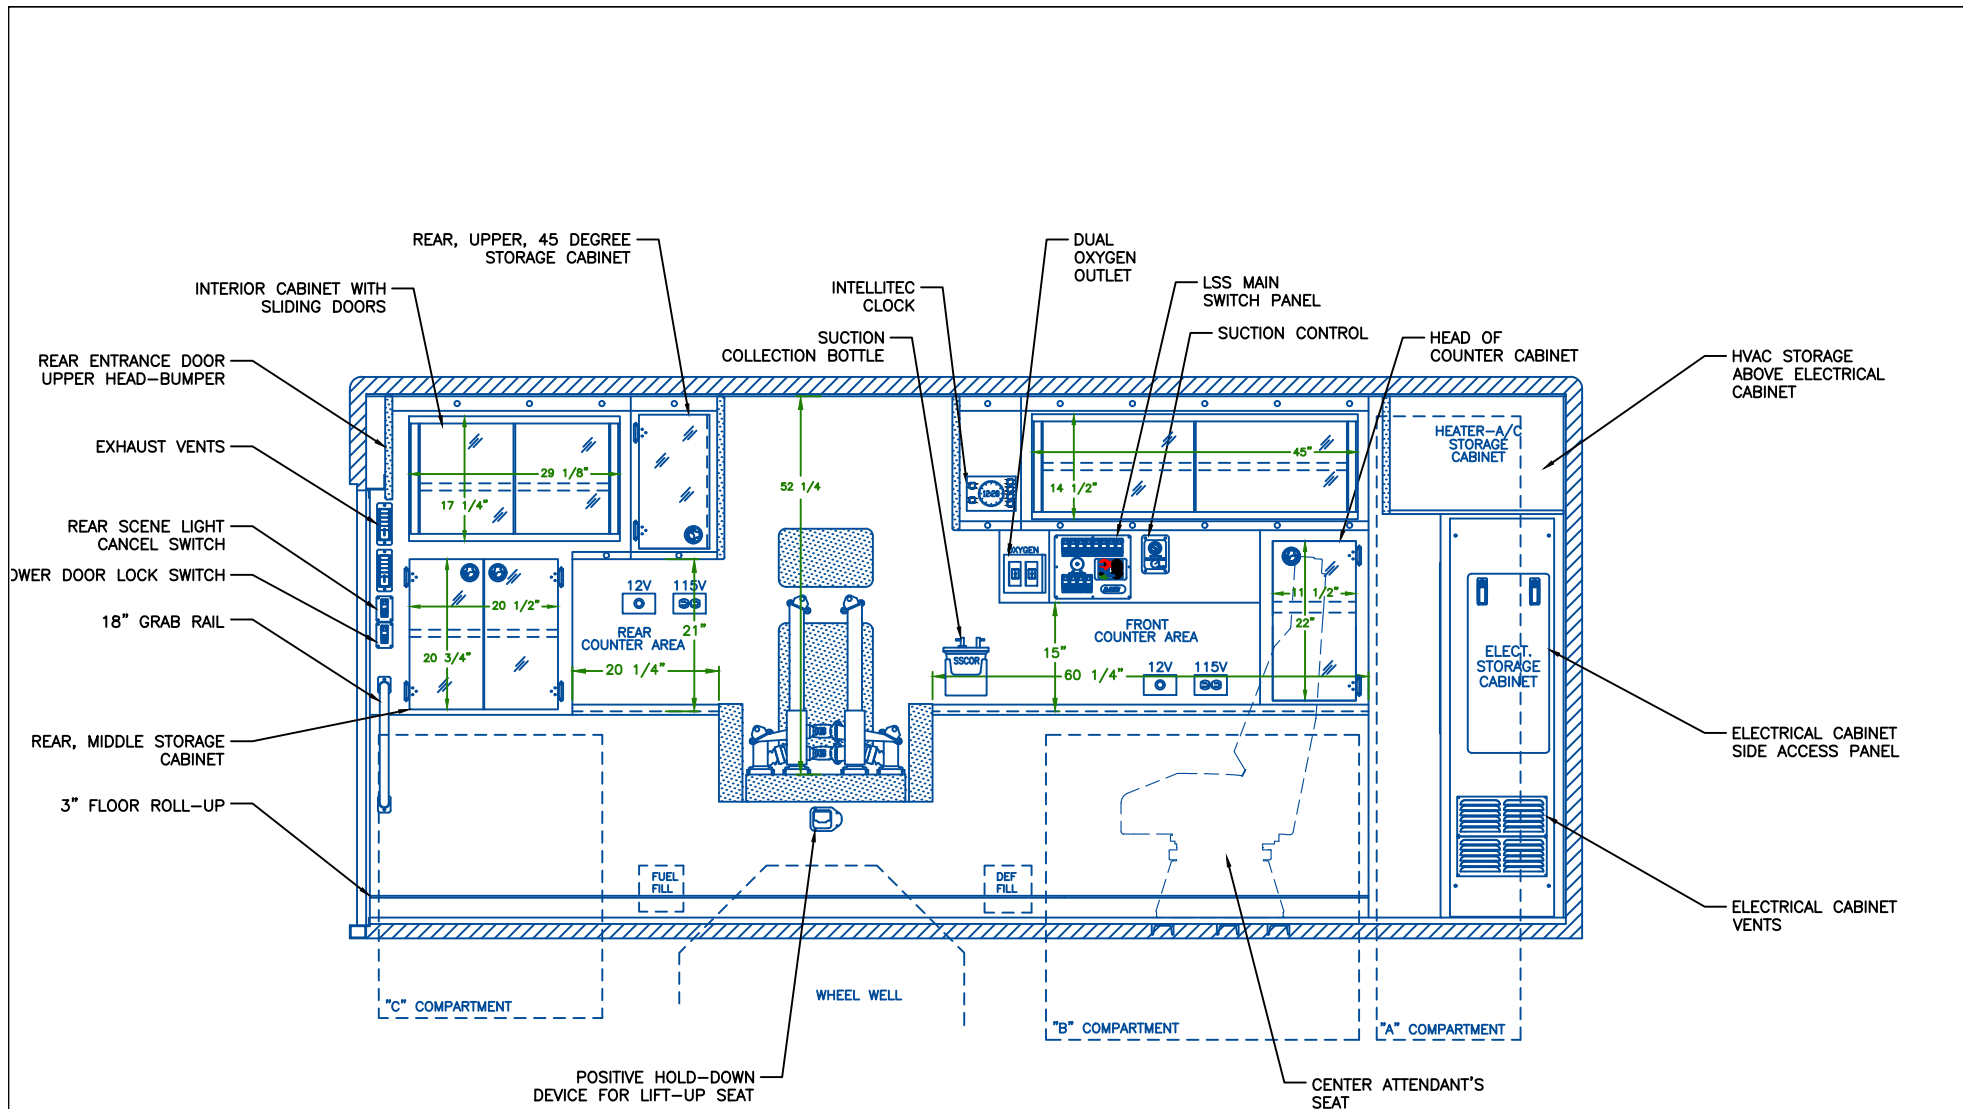 REAR, UPPER, 45 DEGREE
STORAGE CABINET
DUAL
OXYGEN
OUTLET
INTERIOR CABINET WITH
SLIDING DOORS
INTELLITEC
CLOCK
LSS MAIN
SWITCH PANEL
SUCTION
COLLECTION BOTTLE
SUCTION CONTROL
HEAD OF
COUNTER CABINET
REAR ENTRANCE DOOR
UPPER HEAD-BUMPER
HVAC STORAGE
ABOVE ELECTRICAL
CABINET
EXHAUST VENTS
HEATER-A/C
STORAGE
CABINET
29 1/8"
17 1/4"
52 1/4
45"
14 1/2"
12:26
REAR SCENE LIGHT
CANCEL SWITCH
OWER DOOR LOCK SWITCH
18" GRAB RAIL
OXYGEN
12V
115V
20 1/2"
20 3/4"
REAR
COUNTER AREA
21"
20 1/4"
FRONT
COUNTER AREA
15"
SSCOR
60 1/4"
12V
115V
11 1/2"
22"
ELECT.
STORAGE
CABINET
REAR, MIDDLE STORAGE
CABINET
ELECTRICAL CABINET
SIDE ACCESS PANEL
3" FLOOR ROLL-UP
FUEL
FILL
DEF
FILL
ELECTRICAL CABINET
VENTS
"C" COMPARTMENT
WHEEL WELL
"B" COMPARTMENT
"A" COMPARTMENT
POSITIVE HOLD-DOWN
DEVICE FOR LIFT-UP SEAT
CENTER ATTENDANT'S
SEAT